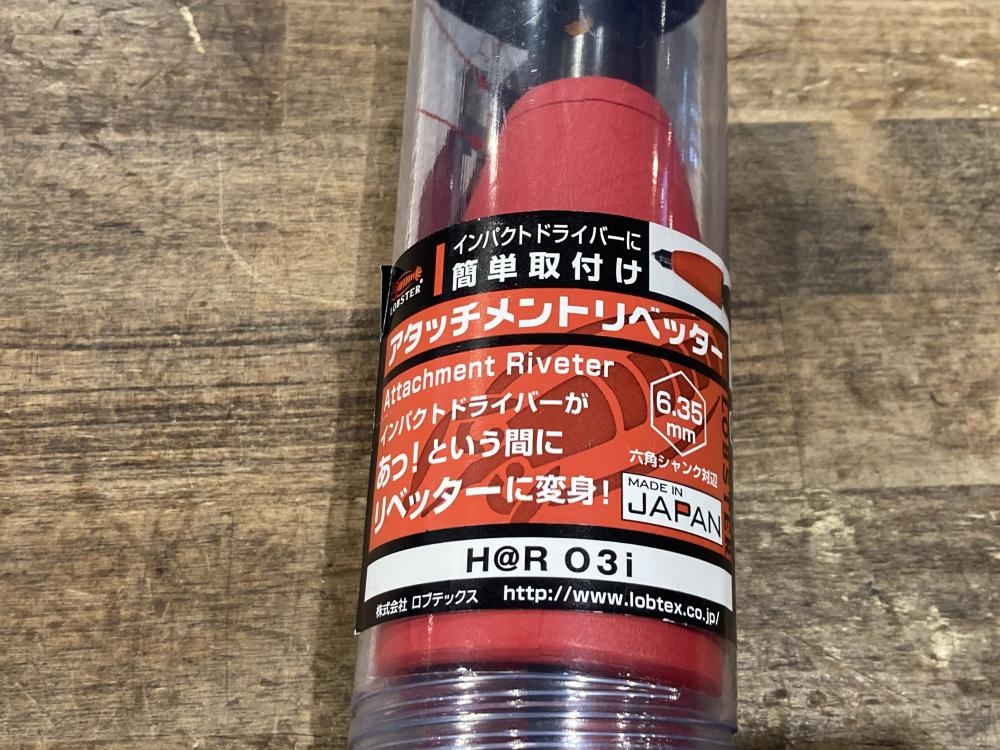 インパクトドライバーに
簡単取付け
LOBSTER®
アタッチメントリベッター
Attachment Riveter
インパクトドライバーが
あっ!という間に
リベッターに変身!
6.35
mm
六角シャンク対辺
MADE IN
JAPAN
H@R 03i
株式会社 ロブテックス http://www.lobtex.co.jp/